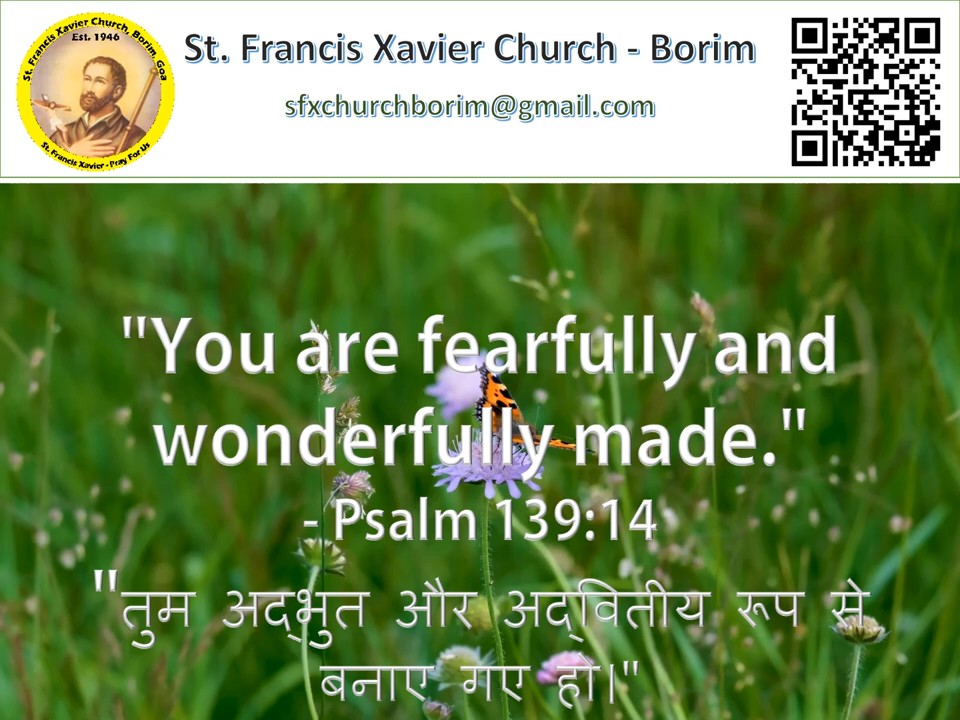 St. Francis Xavier Church, Borim, Goa
Est. 1946
St. Francis Xavier - Pray For Us
St. Francis Xavier Church - Borim
sfxchurchborim@gmail.com
"You are fearfully and
wonderfully made."
- Psalm 139:14
"तुम अद्भुत और अद्वितीय रूप से
बनाए गए हो।"